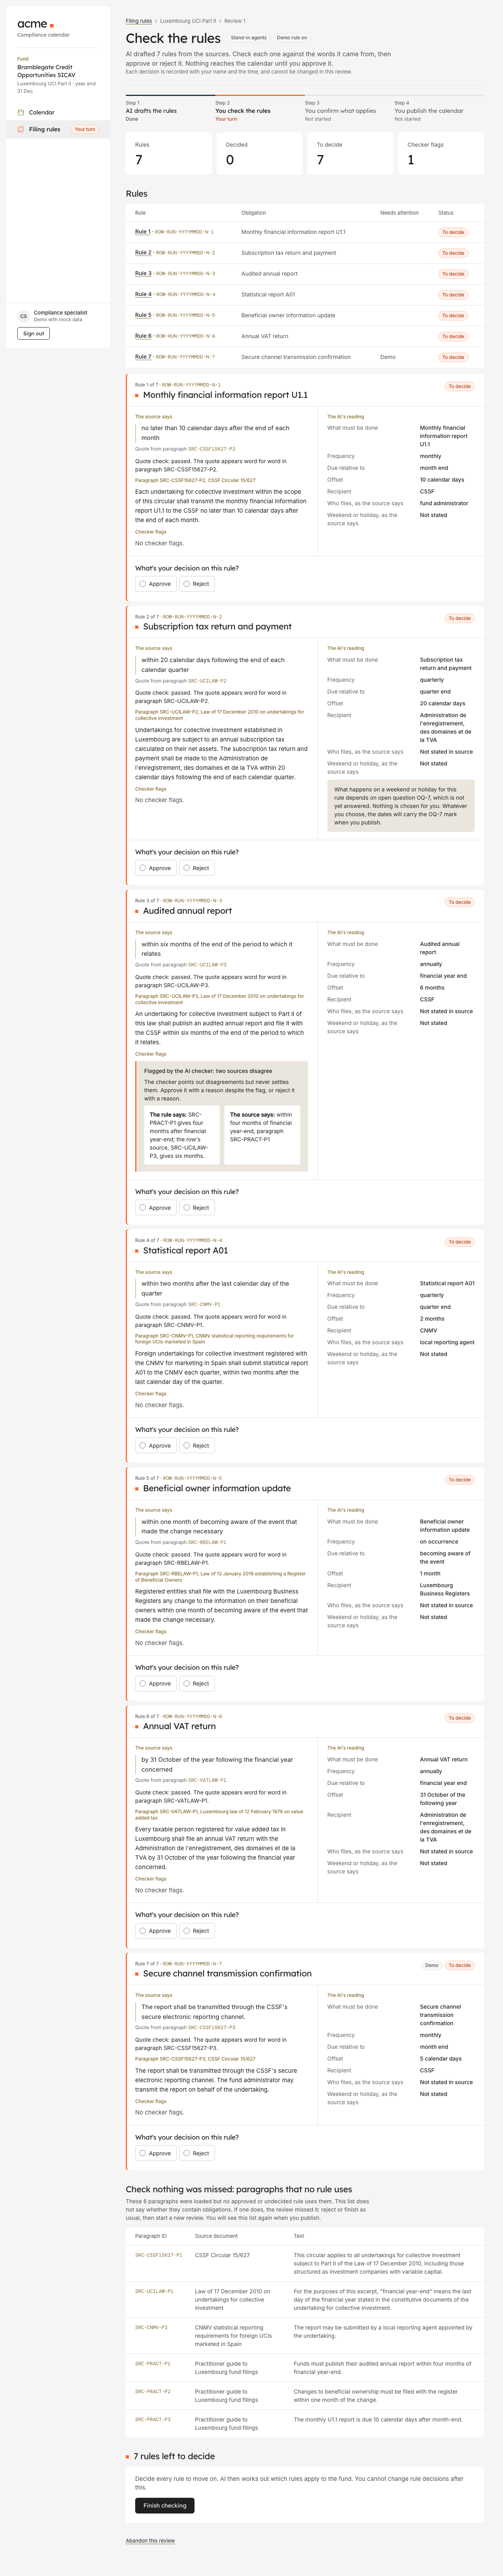 acme
Compliance calendar
Fund
Bramblegate Credit
Opportunities SICAV
Luxembourg UCI Part II · year end
31 Dec
Calendar
Filing rules
Your turn
CS
Compliance specialist
Demo with mock data
Sign out
Filing rules › Luxembourg UCI Part II › Review 1
Check the rules
Stand-in agents
Demo rule on
AI drafted 7 rules from the sources. Check each one against the words it came from, then
approve or reject it. Nothing reaches the calendar until you approve it.
Each decision is recorded with your name and the time, and cannot be changed in this review.
Step 1
AI drafts the rules
Done
Step 2
You check the rules
Your turn
Step 3
You confirm what applies
Not started
Step 4
You publish the calendar
Not started
Rules
7
Decided
0
To decide
7
Checker flags
1
Rules
Rule Obligation Needs attention Status
Rule 1 · ROW-RUN-YYYYMMDD-N-1 Monthly financial information report U1.1 To decide
Rule 2 · ROW-RUN-YYYYMMDD-N-2 Subscription tax return and payment To decide
Rule 3 · ROW-RUN-YYYYMMDD-N-3 Audited annual report To decide
Rule 4 · ROW-RUN-YYYYMMDD-N-4 Statistical report A01 To decide
Rule 5 · ROW-RUN-YYYYMMDD-N-5 Beneficial owner information update To decide
Rule 6 · ROW-RUN-YYYYMMDD-N-6 Annual VAT return To decide
Rule 7 · ROW-RUN-YYYYMMDD-N-7 Secure channel transmission confirmation Demo To decide
Rule 1 of 7 · ROW-RUN-YYYYMMDD-N-1
Monthly financial information report U1.1
To decide
The source says
no later than 10 calendar days after the end of each
month
Quote from paragraph SRC-CSSF15627-P2
Quote check: passed. The quote appears word for word in
paragraph SRC-CSSF15627-P2.
Paragraph SRC-CSSF15627-P2, CSSF Circular 15/627
Each undertaking for collective investment within the scope
of this circular shall transmit the monthly financial information
report U1.1 to the CSSF no later than 10 calendar days after
the end of each month.
Checker flags
No checker flags.
The AI's reading
What must be done Monthly financial
information report
U1.1
Frequency monthly
Due relative to month end
Offset 10 calendar days
Recipient CSSF
Who files, as the source says fund administrator
Weekend or holiday, as the Not stated
source says
What's your decision on this rule?
Approve
Reject
Rule 2 of 7 · ROW-RUN-YYYYMMDD-N-2
Subscription tax return and payment
To decide
The source says
within 20 calendar days following the end of each
calendar quarter
Quote from paragraph SRC-UCILAW-P2
Quote check: passed. The quote appears word for word in
paragraph SRC-UCILAW-P2.
Paragraph SRC-UCILAW-P2, Law of 17 December 2010 on undertakings for
collective investment
Undertakings for collective investment established in
Luxembourg are subject to an annual subscription tax
calculated on their net assets. The subscription tax return and
payment shall be made to the Administration de
l'enregistrement, des domaines et de la TVA within 20
calendar days following the end of each calendar quarter.
Checker flags
No checker flags.
The AI's reading
What must be done Subscription tax
return and payment
Frequency quarterly
Due relative to quarter end
Offset 20 calendar days
Recipient Administration de
l'enregistrement,
des domaines et de
la TVA
Who files, as the source says Not stated in source
Weekend or holiday, as the Not stated
source says
What happens on a weekend or holiday for this
rule depends on open question OQ-7, which is not
yet answered. Nothing is chosen for you. Whatever
you choose, the dates will carry the OQ-7 mark
when you publish.
What's your decision on this rule?
Approve
Reject
Rule 3 of 7 · ROW-RUN-YYYYMMDD-N-3
Audited annual report
To decide
The source says
within six months of the end of the period to which it
relates
Quote from paragraph SRC-UCILAW-P3
Quote check: passed. The quote appears word for word in
paragraph SRC-UCILAW-P3.
Paragraph SRC-UCILAW-P3, Law of 17 December 2010 on undertakings for
collective investment
An undertaking for collective investment subject to Part II of
this law shall publish an audited annual report and file it with
the CSSF within six months of the end of the period to which
it relates.
Checker flags
Flagged by the AI checker: two sources disagree
The checker points out disagreements but never settles
them. Approve it with a reason despite the flag, or reject it
with a reason.
The rule says: SRC-
PRACT-P1 gives four
months after financial
year-end; the row's
source, SRC-UCILAW-
P3, gives six months.
The source says: within
four months of financial
year-end, paragraph
SRC-PRACT-P1
The AI's reading
What must be done Audited annual
report
Frequency annually
Due relative to financial year end
Offset 6 months
Recipient CSSF
Who files, as the source says Not stated in source
Weekend or holiday, as the Not stated
source says
What's your decision on this rule?
Approve
Reject
Rule 4 of 7 · ROW-RUN-YYYYMMDD-N-4
Statistical report A01
To decide
The source says
within two months after the last calendar day of the
quarter
Quote from paragraph SRC-CNMV-P1
Quote check: passed. The quote appears word for word in
paragraph SRC-CNMV-P1.
Paragraph SRC-CNMV-P1, CNMV statistical reporting requirements for
foreign UCIs marketed in Spain
Foreign undertakings for collective investment registered with
the CNMV for marketing in Spain shall submit statistical report
A01 to the CNMV each quarter, within two months after the
last calendar day of the quarter.
Checker flags
No checker flags.
The AI's reading
What must be done Statistical report A01
Frequency quarterly
Due relative to quarter end
Offset 2 months
Recipient CNMV
Who files, as the source says local reporting agent
Weekend or holiday, as the Not stated
source says
What's your decision on this rule?
Approve
Reject
Rule 5 of 7 · ROW-RUN-YYYYMMDD-N-5
Beneficial owner information update
To decide
The source says
within one month of becoming aware of the event that
made the change necessary
Quote from paragraph SRC-RBELAW-P1
Quote check: passed. The quote appears word for word in
paragraph SRC-RBELAW-P1.
Paragraph SRC-RBELAW-P1, Law of 13 January 2019 establishing a Register
of Beneficial Owners
Registered entities shall file with the Luxembourg Business
Registers any change to the information on their beneficial
owners within one month of becoming aware of the event that
made the change necessary.
Checker flags
No checker flags.
The AI's reading
What must be done Beneficial owner
information update
Frequency on occurrence
Due relative to becoming aware of
the event
Offset 1 month
Recipient Luxembourg
Business Registers
Who files, as the source says Not stated in source
Weekend or holiday, as the Not stated
source says
What's your decision on this rule?
Approve
Reject
Rule 6 of 7 · ROW-RUN-YYYYMMDD-N-6
Annual VAT return
To decide
The source says
by 31 October of the year following the financial year
concerned
Quote from paragraph SRC-VATLAW-P1
Quote check: passed. The quote appears word for word in
paragraph SRC-VATLAW-P1.
Paragraph SRC-VATLAW-P1, Luxembourg law of 12 February 1979 on value
added tax
Every taxable person registered for value added tax in
Luxembourg shall file an annual VAT return with the
Administration de l'enregistrement, des domaines et de la
TVA by 31 October of the year following the financial year
concerned.
Checker flags
No checker flags.
The AI's reading
What must be done Annual VAT return
Frequency annually
Due relative to financial year end
Offset 31 October of the
following year
Recipient Administration de
l'enregistrement,
des domaines et de
la TVA
Who files, as the source says Not stated in source
Weekend or holiday, as the Not stated
source says
What's your decision on this rule?
Approve
Reject
Rule 7 of 7 · ROW-RUN-YYYYMMDD-N-7
Secure channel transmission confirmation
Demo
To decide
The source says
The report shall be transmitted through the CSSF's
secure electronic reporting channel.
Quote from paragraph SRC-CSSF15627-P3
Quote check: passed. The quote appears word for word in
paragraph SRC-CSSF15627-P3.
Paragraph SRC-CSSF15627-P3, CSSF Circular 15/627
The report shall be transmitted through the CSSF's secure
electronic reporting channel. The fund administrator may
transmit the report on behalf of the undertaking.
Checker flags
No checker flags.
The AI's reading
What must be done Secure channel
transmission
confirmation
Frequency monthly
Due relative to month end
Offset 5 calendar days
Recipient CSSF
Who files, as the source says Not stated in source
Weekend or holiday, as the Not stated
source says
What's your decision on this rule?
Approve
Reject
Check nothing was missed: paragraphs that no rule uses
These 6 paragraphs were loaded but no approved or undecided rule uses them. This list does
not say whether they contain obligations. If one does, the review missed it: reject or finish as
usual, then start a new review. You will see this list again when you publish.
Paragraph ID Source document Text
SRC-CSSF15627-P1 CSSF Circular 15/627 This circular applies to all undertakings for collective investment
subject to Part II of the Law of 17 December 2010, including those
structured as investment companies with variable capital.
SRC-UCILAW-P1 Law of 17 December 2010 on For the purposes of this excerpt, "financial year-end" means the last
undertakings for collective day of the financial year stated in the constitutive documents of the
investment undertaking for collective investment.
SRC-CNMV-P2 CNMV statistical reporting The report may be submitted by a local reporting agent appointed by
requirements for foreign UCIs the undertaking.
marketed in Spain
SRC-PRACT-P1 Practitioner guide to Funds must publish their audited annual report within four months of
Luxembourg fund filings financial year-end.
SRC-PRACT-P2 Practitioner guide to Changes to beneficial ownership must be filed with the register
Luxembourg fund filings within one month of the change.
SRC-PRACT-P3 Practitioner guide to The monthly U1.1 report is due 10 calendar days after month-end.
Luxembourg fund filings
7 rules left to decide
Decide every rule to move on. AI then works out which rules apply to the fund. You cannot change rule decisions after
this.
Finish checking
Abandon this review